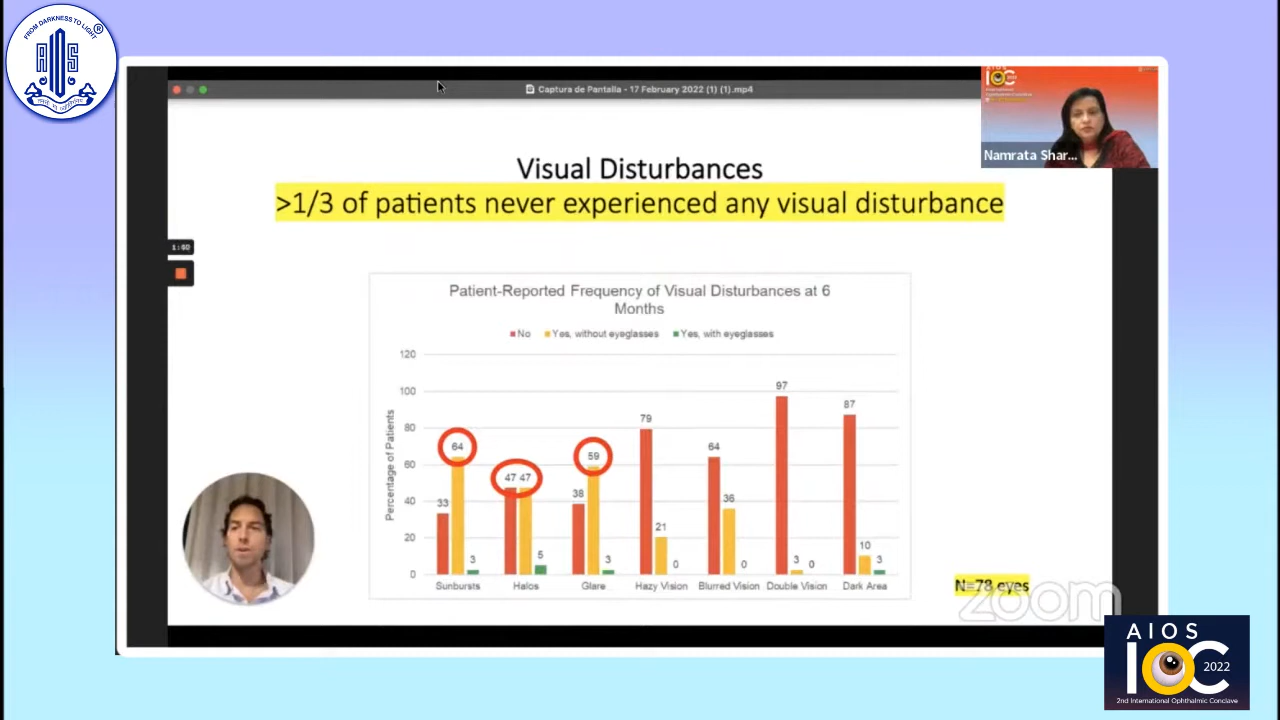 FROM DARKNESS TO LIGHT
®
AIOS
Captura de Pantalla - 17 February 2022 (1) (1).mp4
AIOS
IOC
Namrata Shar...
Visual Disturbances
>1/3 of patients never experienced any visual disturbance
Patient-Reported Frequency of Visual Disturbances at 6
Months
No Yes, without eyeglasses Yes, with eyeglasses
Percentage of Patients
120
100
80
60
40
20
0
33 64 3
47 47 5
38 59 3
79 21 0
64 36 0
97 3 0
87 10 3
Sunbursts Halos Glare Hazy Vision Blurred Vision Double Vision Dark Area
N=78 eyes
zoom
AIOS
IOC
2022
2nd International Ophthalmic Conclave